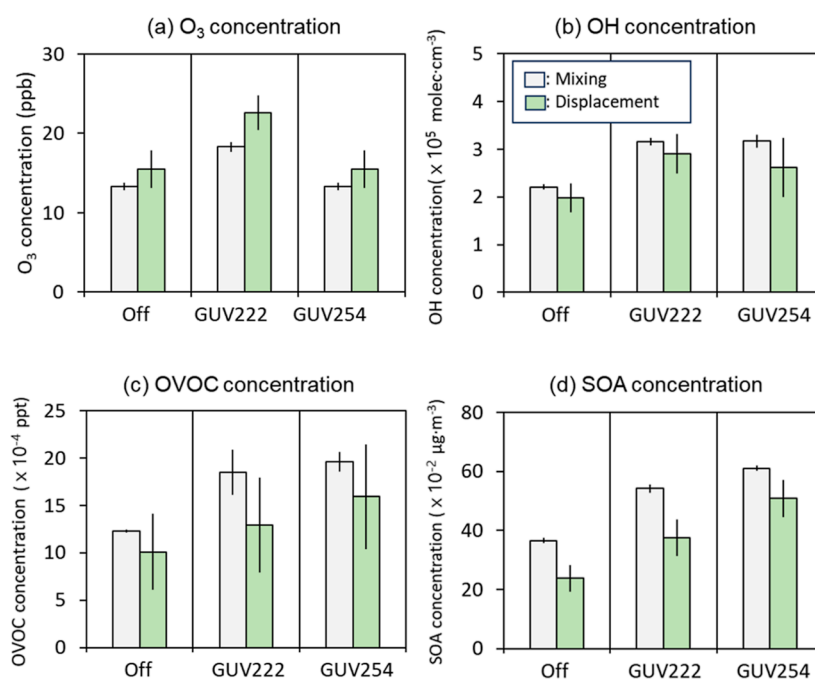 (a) O₃ concentration
O₃ concentration (ppb)
30
20
10
0
Off GUV222 GUV254
(b) OH concentration
OH concentration( x 10⁵ molec·cm⁻³)
5
4
3
2
1
0
: Mixing
: Displacement
Off GUV222 GUV254
(c) OVOC concentration
OVOC concentration ( x 10⁻⁴ ppt)
25
20
15
10
5
0
Off GUV222 GUV254
(d) SOA concentration
SOA concentration ( x 10⁻² µg·m⁻³)
80
60
40
20
0
Off GUV222 GUV254